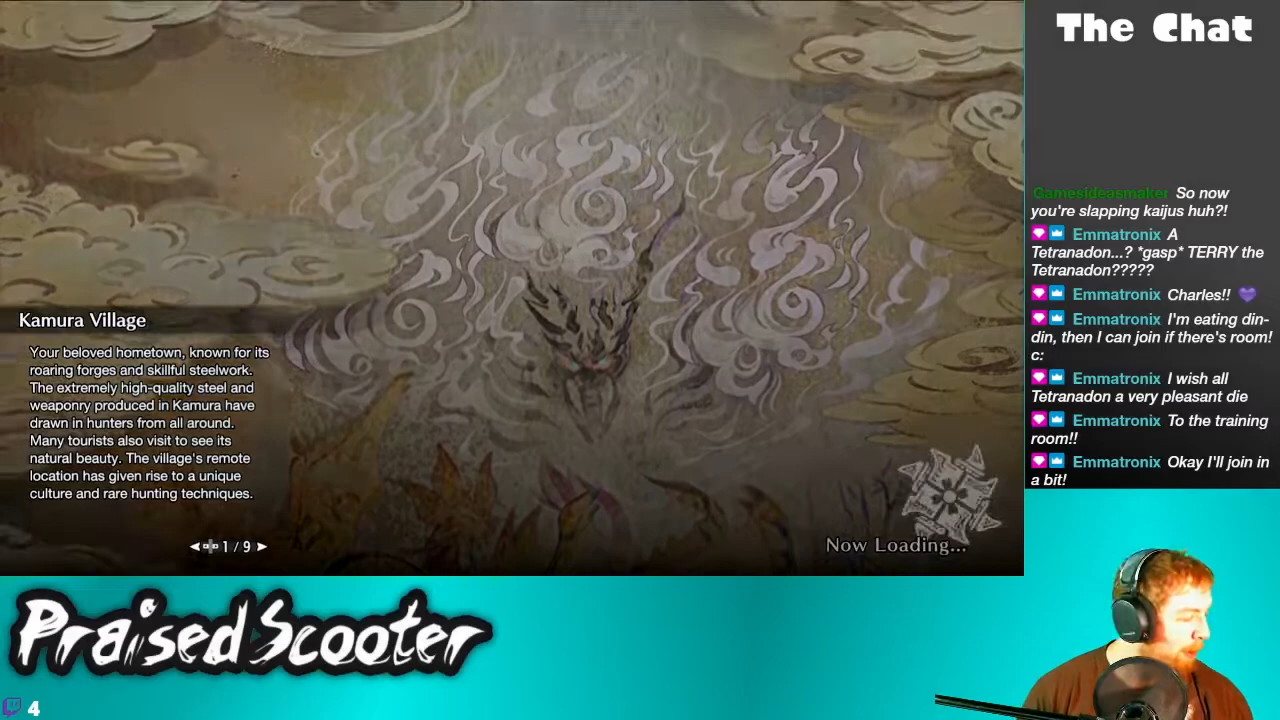 The Chat
Gamesideasmaker So now
you're slapping kaijus huh?!
Emmatronix A
Tetranadon...? *gasp* TERRY the
Tetranadon?????
Emmatronix Charles!!
Emmatronix I'm eating din-
din, then I can join if there's room!
c:
Emmatronix I wish all
Tetranadon a very pleasant die
Emmatronix To the training
room!!
Emmatronix Okay I'll join in
a bit!
Kamura Village
Your beloved hometown, known for its
roaring forges and skillful steelwork.
The extremely high-quality steel and
weaponry produced in Kamura have
drawn in hunters from all around.
Many tourists also visit to see its
natural beauty. The village's remote
location has given rise to a unique
culture and rare hunting techniques.
1 / 9
Now Loading...
PraisedScooter
4